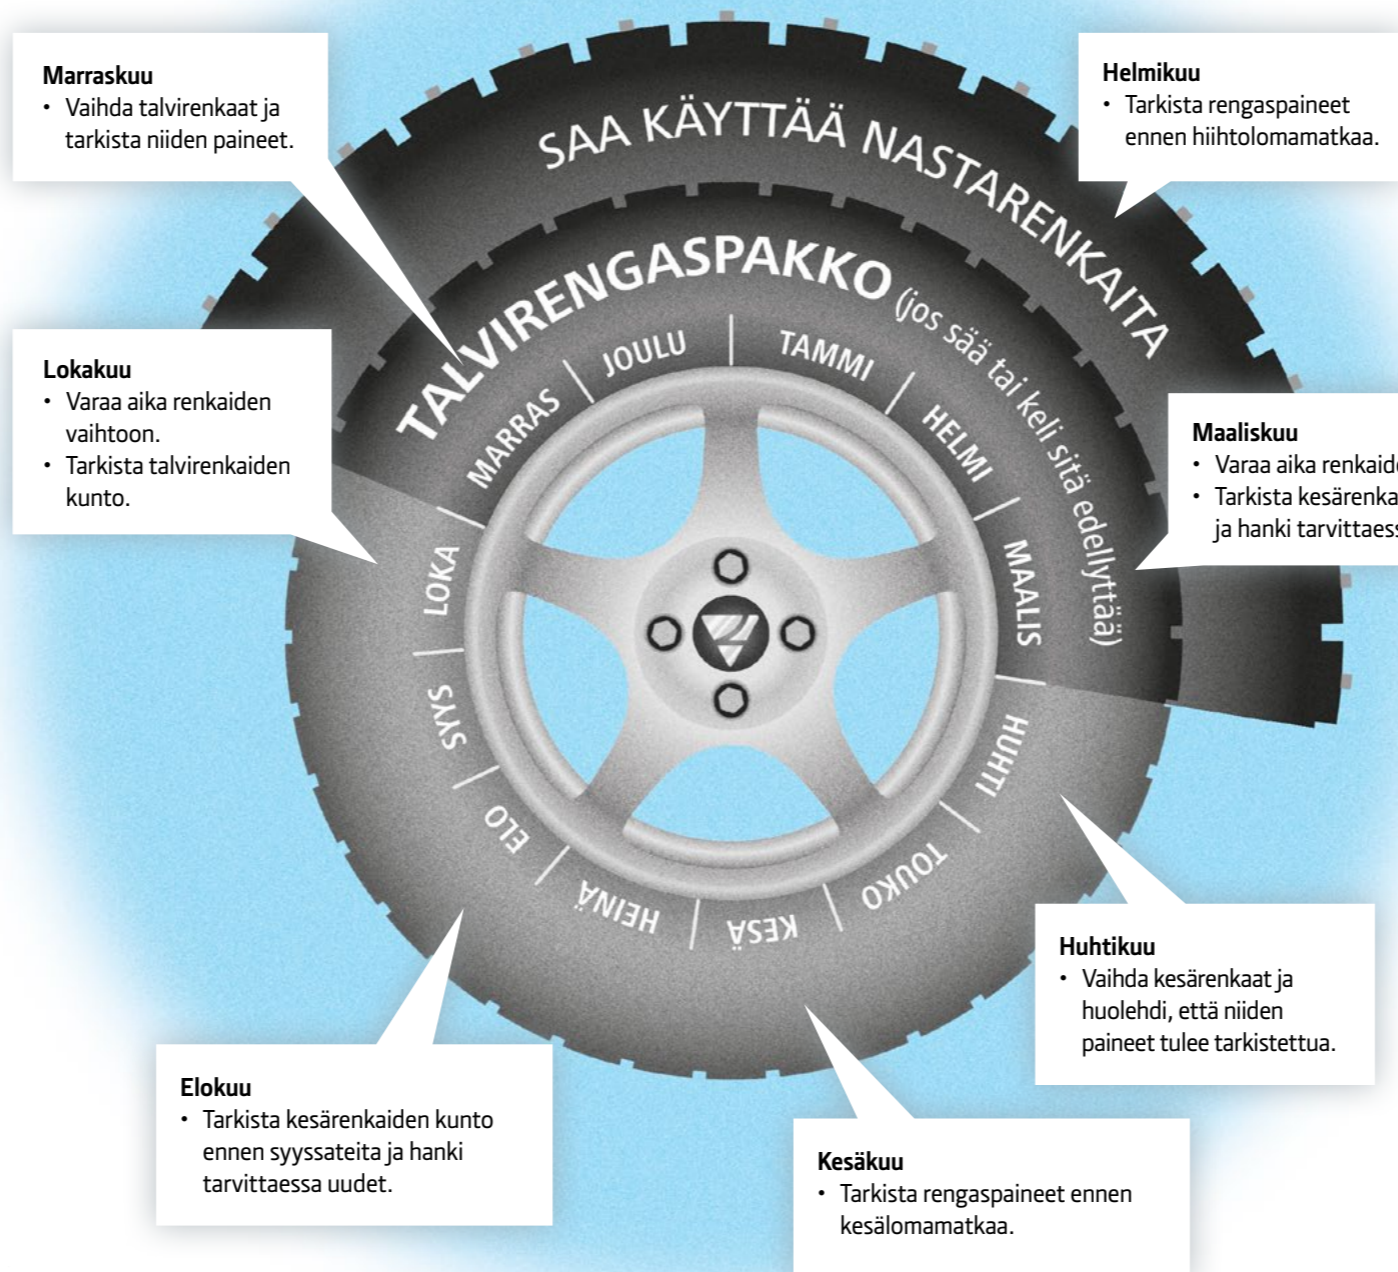 Marraskuu
• Vaihda talvirenkaat ja
tarkista niiden paineet.
Helmikuu
• Tarkista rengaspaineet
ennen hiihtolomamatkaa.
SAA KÄYTTÄÄ NASTARENKAITA
TALVIRENGASPAKKO (jos sää tai keli sitä edellyttää)
Lokakuu
• Varaa aika renkaiden
vaihtoon.
• Tarkista talvirenkaiden
kunto.
Maaliskuu
• Varaa aika
• Tarkista
ja hanki
TAMMI
HELMI
MAALIS
HUHTI
TOUKO
KESÄ
HEINÄ
ELO
SYYS
LOKA
MARRAS
JOULU
Huhtikuu
• Vaihda kesärenkaat ja
huolehdi, että niiden
paineet tulee tarkistettua.
Elokuu
• Tarkista kesärenkaiden kunto
ennen syyssateita ja hanki
tarvittaessa uudet.
Kesäkuu
• Tarkista rengaspaineet ennen
kesälomamatkaa.